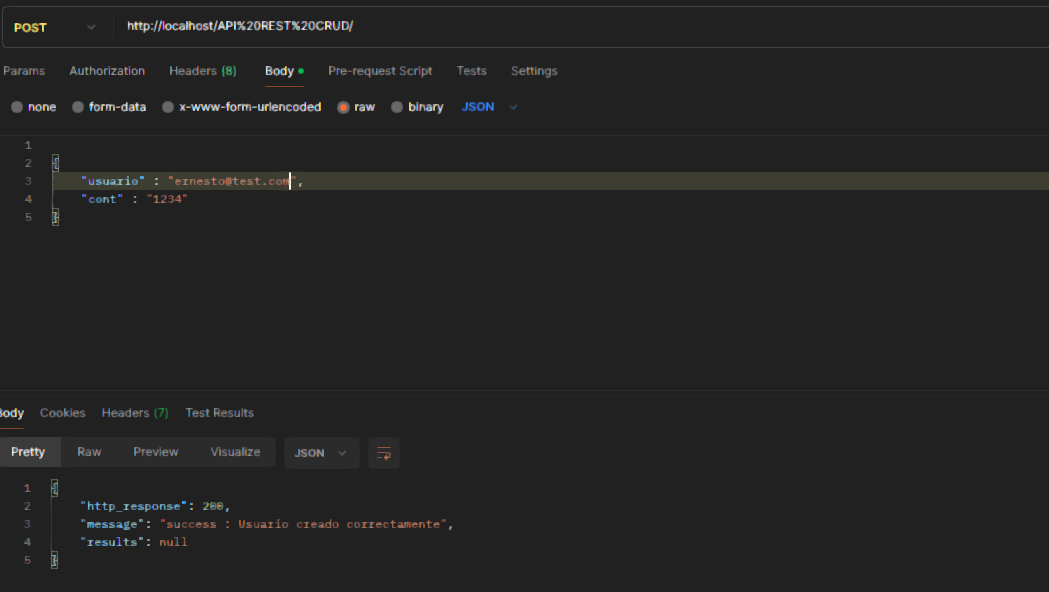 POST http://localhost/API%20REST%20CRUD/
Params Authorization Headers (8) Body Pre-request Script Tests Settings
none form-data x-www-form-urlencoded raw binary JSON
1
2 {
3 "usuario" : "ernesto@test.com",
4 "cont" : "1234"
5 }
Body Cookies Headers (7) Test Results
Pretty Raw Preview Visualize JSON
1 {
2 "http_response": 200,
3 "message": "success : Usuario creado correctamente",
4 "results": null
5 }